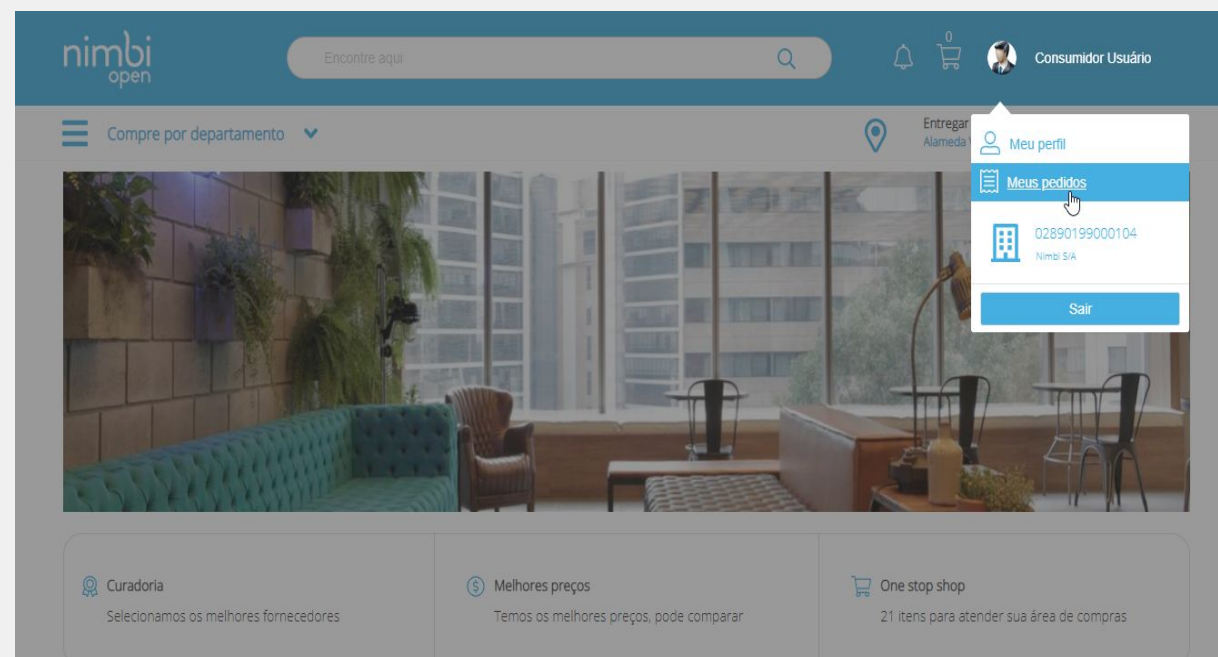 nimbi
open
Encontre aqui
0
Consumidor Usuário
Compre por departamento
Entregar
Alameda
Meu perfil
Meus pedidos
02890199000104
Nimbi S/A
Sair
Curadoria
Selecionamos os melhores fornecedores
Melhores preços
Temos os melhores preços, pode comparar
One stop shop
21 itens para atender sua área de compras